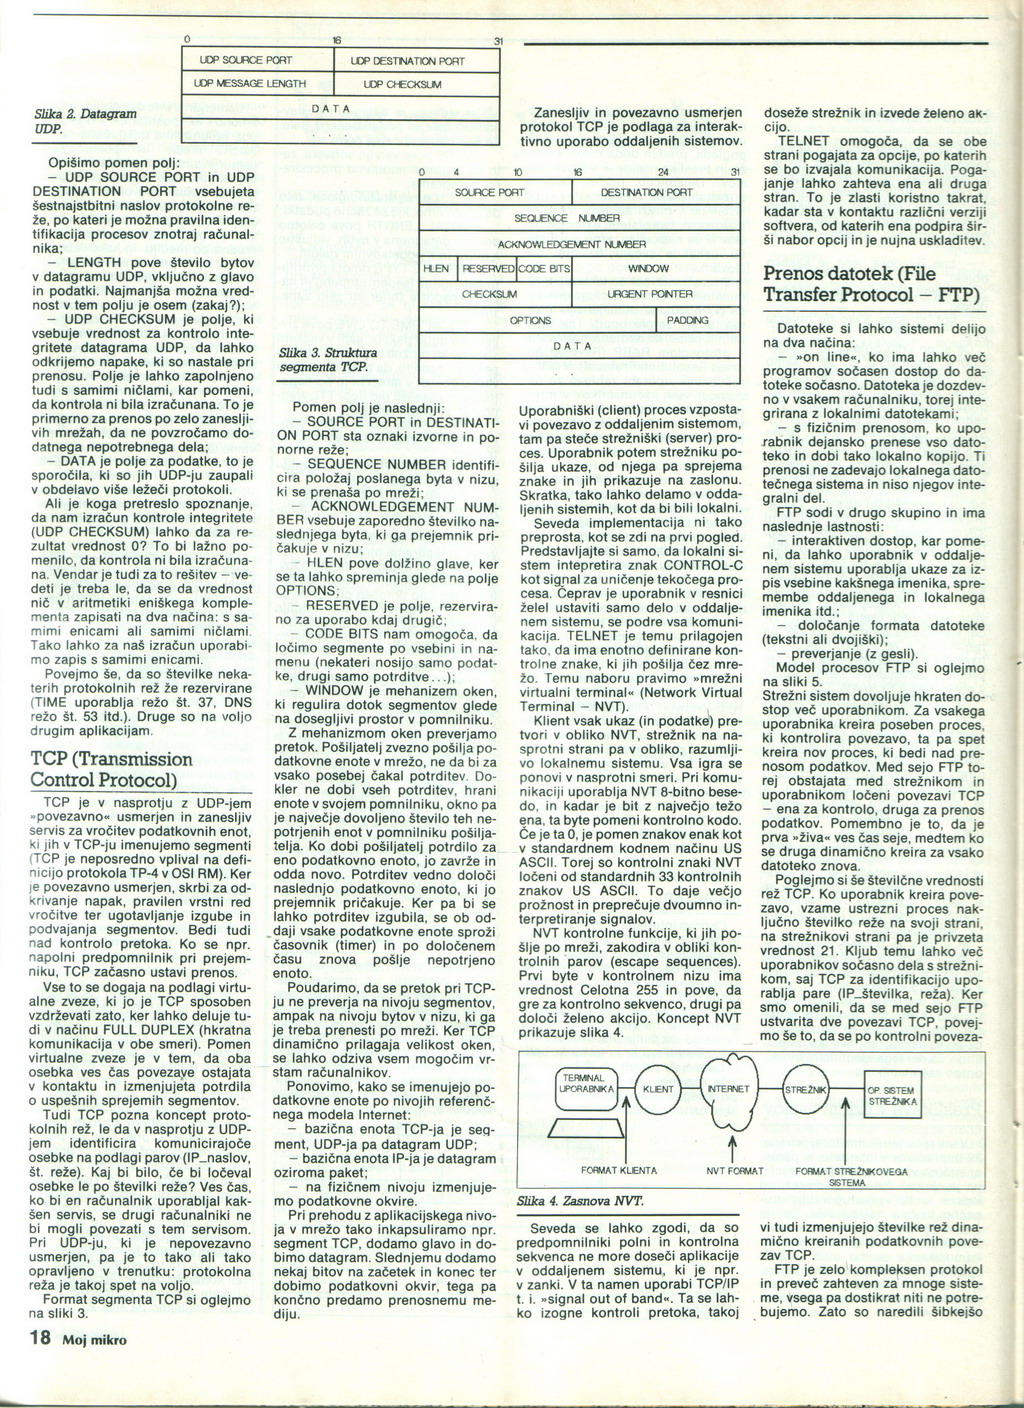 0 16 31
UDP SOURCE PORT UDP DESTINATION PORT
UDP MESSAGE LENGTH UDP CHECKSUM
D A T A
. . .
Slika 2. Datagram
UDP.
Opišimo pomen polj:
— UDP SOURCE PORT in UDP
DESTINATION PORT vsebujeta
šestnajstbitni naslov protokolne re-
že, po kateri je možna pravilna iden-
tifikacija procesov znotraj računal-
nika;
— LENGTH pove število bytov
v datagramu UDP, vključno z glavo
in podatki. Najmanjša možna vred-
nost v tem polju je osem (zakaj?);
— UDP CHECKSUM je polje, ki
vsebuje vrednost za kontrolo inte-
gritete datagrama UDP, da lahko
odkrijemo napake, ki so nastale pri
prenosu. Polje je lahko zapolnjeno
tudi s samimi ničlami, kar pomeni,
da kontrola ni bila izračunana. To je
primerno za prenos po zelo zaneslji-
vih mrežah, da ne povzročamo do-
datnega nepotrebnega dela;
— DATA je polje za podatke, to je
sporočila, ki so jih UDP-ju zaupali
v obdelavo više ležeči protokoli.
Ali je koga pretreslo spoznanje,
da nam izračun kontrole integritete
(UDP CHECKSUM) lahko da za re-
zultat vrednost 0? To bi lažno po-
menilo, da kontrola ni bila izračuna-
na. Vendar je tudi za to rešitev — ve-
deti je treba le, da se da vrednost
nič v aritmetiki eniškega komple-
menta zapisati na dva načina: s sa-
mimi enicami ali samimi ničlami.
Tako lahko za naš izračun uporabi-
mo zapis s samimi enicami.
Povejmo še, da so številke neka-
terih protokolnih rež že rezervirane
(TIME uporablja režo št. 37, DNS
režo št. 53 itd.). Druge so na voljo
drugim aplikacijam.
TCP (Transmission
Control Protocol)
TCP je v nasprotju z UDP-jem
»povezavno« usmerjen in zanesljiv
servis za vročitev podatkovnih enot,
ki jih v TCP-ju imenujemo segmenti
(TCP je neposredno vplival na defi-
nicijo protokola TP-4 v OSI RM). Ker
je povezavno usmerjen, skrbi za od-
krivanje napak, pravilen vrstni red
vročitve ter ugotavljanje izgube in
podvajanja segmentov. Bedi tudi
nad kontrolo pretoka. Ko se npr.
napolni predpomnilnik pri prejem-
niku, TCP začasno ustavi prenos.
Vse to se dogaja na podlagi virtu-
alne zveze, ki jo je TCP sposoben
vzdrževati zato, ker lahko deluje tu-
di v načinu FULL DUPLEX (hkratna
komunikacija v obe smeri). Pomen
virtualne zveze je v tem, da oba
osebka ves čas povezave ostajata
v kontaktu in izmenjujeta potrdila
o uspešnih sprejemih segmentov.
Tudi TCP pozna koncept proto-
kolnih rež, le da v nasprotju z UDP-
jem identificira komunicirajoče
osebke na podlagi parov (IP_naslov,
št. reže). Kaj bi bilo, če bi ločeval
osebke le po številki reže? Ves čas,
ko bi en računalnik uporabljal kak-
šen servis, se drugi računalniki ne
bi mogli povezati s tem servisom.
Pri UDP-ju, ki je nepovezavno
usmerjen, pa je to tako ali tako
opravljeno v trenutku: protokolna
reža je takoj spet na voljo.
Format segmenta TCP si oglejmo
na sliki 3.
Slika 3. Struktura
segmenta TCP.
0 4 10 16 24 31
SOURCE PORT DESTINATION PORT
SEQUENCE NUMBER
ACKNOWLEDGEMENT NUMBER
HLEN RESERVED CODE BITS WINDOW
CHECKSUM URGENT POINTER
OPTIONS PADDING
D A T A
. .
Pomen polj je naslednji:
— SOURCE PORT in DESTINATI-
ON PORT sta oznaki izvorne in po-
norne reže;
— SEQUENCE NUMBER identifi-
cira položaj poslanega byta v nizu,
ki se prenaša po mreži;
— ACKNOWLEDGEMENT NUM-
BER vsebuje zaporedno številko na-
slednjega byta, ki ga prejemnik pri-
čakuje v nizu;
— HLEN pove dolžino glave, ker
se ta lahko spreminja glede na polje
OPTIONS;
— RESERVED je polje, rezervira-
no za uporabo kdaj drugič;
— CODE BITS nam omogoča, da
ločimo segmente po vsebini in na-
menu (nekateri nosijo samo podat-
ke, drugi samo potrditve...);
— WINDOW je mehanizem oken,
ki regulira dotok segmentov glede
na dosegljivi prostor v pomnilniku.
Z mehanizmom oken preverjamo
pretok. Pošiljatelj zvezno pošilja po-
datkovne enote v mrežo, ne da bi za
vsako posebej čakal potrditev. Do-
kler ne dobi vseh potrditev, hrani
enote v svojem pomnilniku, okno pa
je največje dovoljeno število teh ne-
potrjenih enot v pomnilniku pošilja-
telja. Ko dobi pošiljatelj potrdilo za
eno podatkovno enoto, jo zavrže in
odda novo. Potrditev vedno določi
naslednjo podatkovno enoto, ki jo
prejemnik pričakuje. Ker pa bi se
lahko potrditev izgubila, se ob od-
daji vsake podatkovne enote sproži
časovnik (timer) in po določenem
času znova pošlje nepotrjeno
enoto.
Poudarimo, da se pretok pri TCP-
ju ne preverja na nivoju segmentov,
ampak na nivoju bytov v nizu, ki ga
je treba prenesti po mreži. Ker TCP
dinamično prilagaja velikost oken,
se lahko odziva vsem mogočim vr-
stam računalnikov.
Ponovimo, kako se imenujejo po-
datkovne enote po nivojih referenč-
nega modela Internet:
— bazična enota TCP-ja je seg-
ment, UDP-ja pa datagram UDP;
— bazična enota IP-ja je datagram
oziroma paket;
— na fizičnem nivoju izmenjuje-
mo podatkovne okvire.
Pri prehodu z aplikacijskega nivo-
ja v mrežo tako inkapsuliramo npr.
segment TCP, dodamo glavo in do-
bimo datagram. Slednjemu dodamo
nekaj bitov na začetek in konec ter
dobimo podatkovni okvir, tega pa
končno predamo prenosnemu me-
diju.
Zanesljiv in povezavno usmerjen
protokol TCP je podlaga za interak-
tivno uporabo oddaljenih sistemov.
Uporabniški (client) proces vzposta-
vi povezavo z oddaljenim sistemom,
tam pa steče strežniški (server) pro-
ces. Uporabnik potem strežniku po-
šilja ukaze, od njega pa sprejema
znake in jih prikazuje na zaslonu.
Skratka, tako lahko delamo v odda-
ljenih sistemih, kot da bi bili lokalni.
Seveda implementacija ni tako
preprosta, kot se zdi na prvi pogled.
Predstavljajte si samo, da lokalni si-
stem intepretira znak CONTROL-C
kot signal za uničenje tekočega pro-
cesa. Čeprav je uporabnik v resnici
želel ustaviti samo delo v oddalje-
nem sistemu, se podre vsa komuni-
kacija. TELNET je temu prilagojen
tako, da ima enotno definirane kon-
trolne znake, ki jih pošilja čez mre-
žo. Temu naboru pravimo »mrežni
virtualni terminal« (Network Virtual
Terminal — NVT).
Klient vsak ukaz (in podatke) pre-
tvori v obliko NVT, strežnik na na-
sprotni strani pa v obliko, razumlji-
vo lokalnemu sistemu. Vsa igra se
ponovi v nasprotni smeri. Pri komu-
nikaciji uporablja NVT 8-bitno bese-
do, in kadar je bit z največjo težo
ena, ta byte pomeni kontrolno kodo.
Če je ta 0, je pomen znakov enak kot
v standardnem kodnem načinu US
ASCII. Torej so kontrolni znaki NVT
ločeni od standardnih 33 kontrolnih
znakov US ASCII. To daje večjo
prožnost in preprečuje dvoumno in-
terpretiranje signalov.
NVT kontrolne funkcije, ki jih po-
šlje po mreži, zakodira v obliki kon-
trolnih parov (escape sequences).
Prvi byte v kontrolnem nizu ima
vrednost Celotna 255 in pove, da
gre za kontrolno sekvenco, drugi pa
določi želeno akcijo. Koncept NVT
prikazuje slika 4.
TERMINAL
UPORABNIKA KLIENT INTERNET STREŽNIK OP SISTEM
STREŽNIKA
FORMAT KLIENTA NVT FORMAT FORMAT STREŽNIKOVEGA
SISTEMA
Slika 4. Zasnova NVT.
Seveda se lahko zgodi, da so
predpomnilniki polni in kontrolna
sekvenca ne more doseči aplikacije
v oddaljenem sistemu, ki je npr.
v zanki. V ta namen uporabi TCP/IP
t. i. »signal out of band«. Ta se lah-
ko izogne kontroli pretoka, takoj
doseže strežnik in izvede želeno ak-
cijo.
TELNET omogoča, da se obe
strani pogajata za opcije, po katerih
se bo izvajala komunikacija. Poga-
janje lahko zahteva ena ali druga
stran. To je zlasti koristno takrat,
kadar sta v kontaktu različni verziji
softvera, od katerih ena podpira šir-
ši nabor opcij in je nujna uskladitev.
Prenos datotek (File
Transfer Protocol — FTP)
Datoteke si lahko sistemi delijo
na dva načina:
— »on line«, ko ima lahko več
programov sočasen dostop do da-
toteke sočasno. Datoteka je dozdev-
no v vsakem računalniku, torej inte-
grirana z lokalnimi datotekami;
— s fizičnim prenosom, ko upo-
rabnik dejansko prenese vso dato-
teko in dobi tako lokalno kopijo. Ti
prenosi ne zadevajo lokalnega dato-
tečnega sistema in niso njegov inte-
gralni del.
FTP sodi v drugo skupino in ima
naslednje lastnosti:
— interaktiven dostop, kar pome-
ni, da lahko uporabnik v oddalje-
nem sistemu uporablja ukaze za iz-
pis vsebine kakšnega imenika, spre-
membe oddaljenega in lokalnega
imenika itd.;
— določanje formata datoteke
(tekstni ali dvojiški);
— preverjanje (z gesli).
Model procesov FTP si oglejmo
na sliki 5.
Strežni sistem dovoljuje hkraten do-
stop več uporabnikom. Za vsakega
uporabnika kreira poseben proces,
ki kontrolira povezavo, ta pa spet
kreira nov proces, ki bedi nad pre-
nosom podatkov. Med sejo FTP to-
rej obstajata med strežnikom in
uporabnikom ločeni povezavi TCP
— ena za kontrolo, druga za prenos
podatkov. Pomembno je to, da je
prva »živa« ves čas seje, medtem ko
se druga dinamično kreira za vsako
datoteko znova.
Poglejmo si še številčne vrednosti
rež TCP. Ko uporabnik kreira pove-
zavo, vzame ustrezni proces nak-
ljučno številko reže na svoji strani,
na strežnikovi strani pa je privzeta
vrednost 21. Kljub temu lahko več
uporabnikov sočasno dela s strežni-
kom, saj TCP za identifikacijo upo-
rablja pare (IP_številka, reža). Ker
smo omenili, da se med sejo FTP
ustvarita dve povezavi TCP, povej-
mo še to, da se po kontrolni poveza-
vi tudi izmenjujejo številke rež dina-
mično kreiranih podatkovnih pove-
zav TCP.
FTP je zelo kompleksen protokol
in preveč zahteven za mnoge siste-
me, vsega pa dostikrat niti ne potre-
bujemo. Zato so naredili šibkejšo
18 Moj mikro